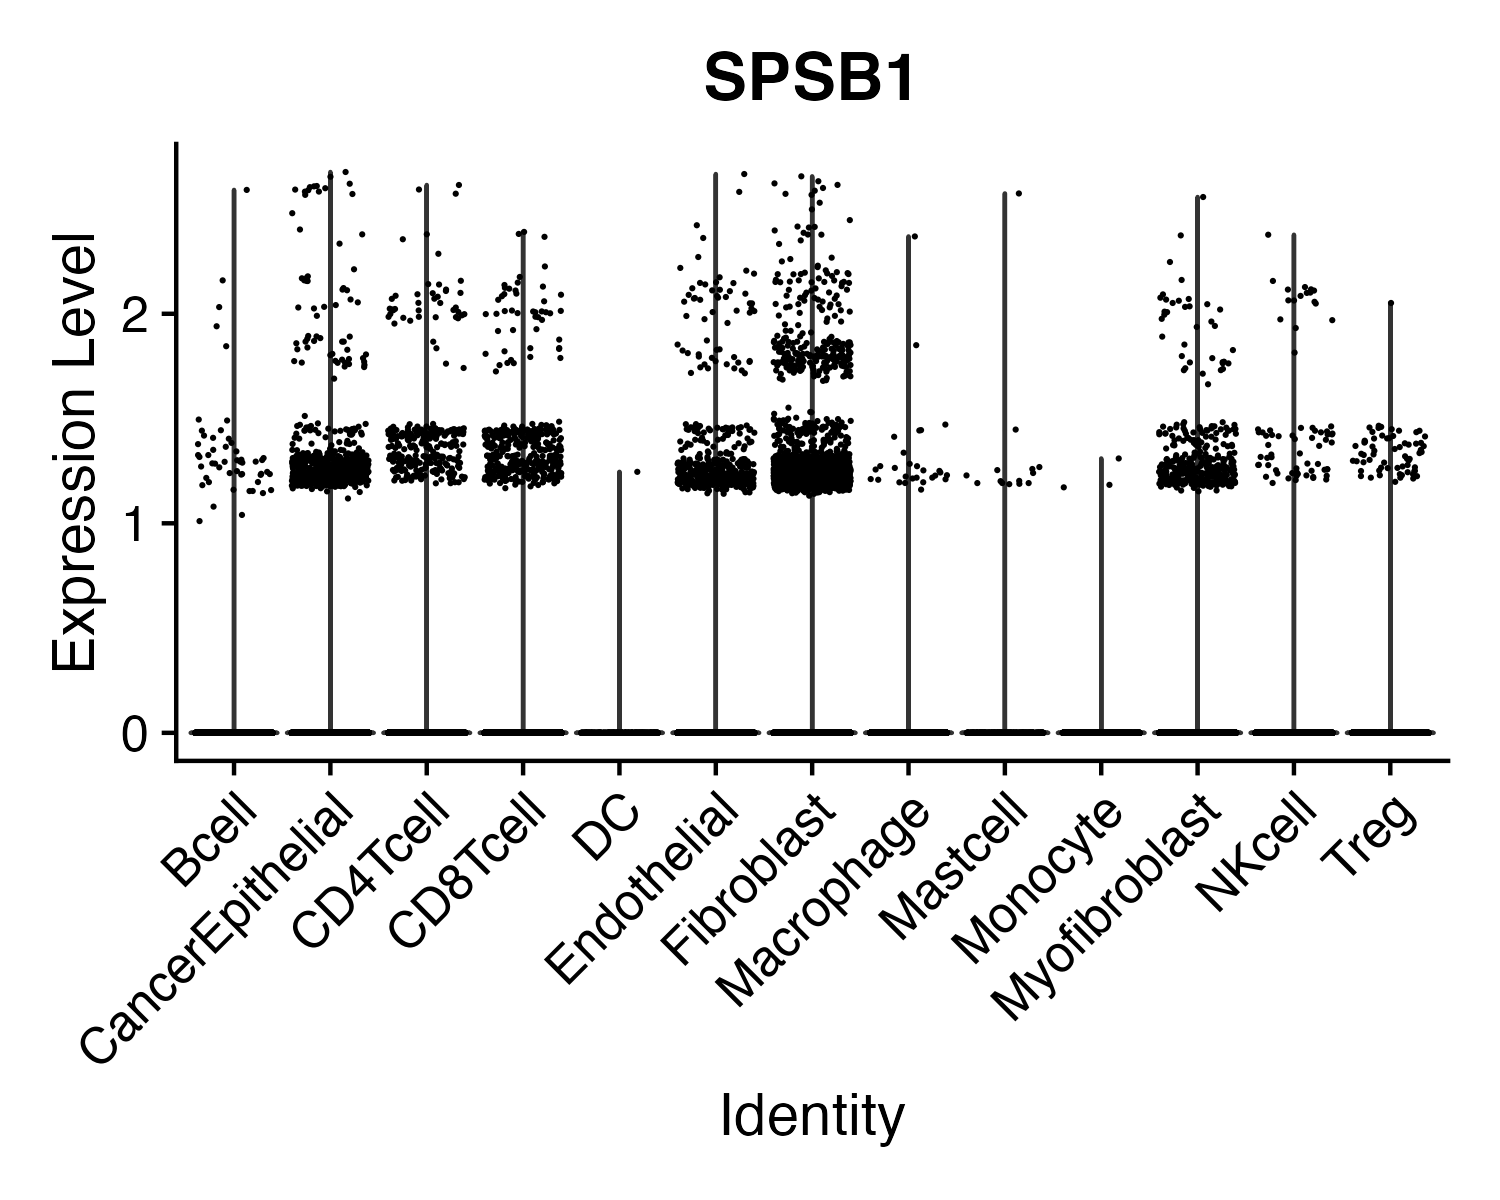 SPSB1
Expression Level
2
1
0
Bcell
CancerEpithelial
CD4Tcell
CD8Tcell
DC
Endothelial
Fibroblast
Macrophage
Mastcell
Monocyte
Myofibroblast
NKcell
Treg
Identity